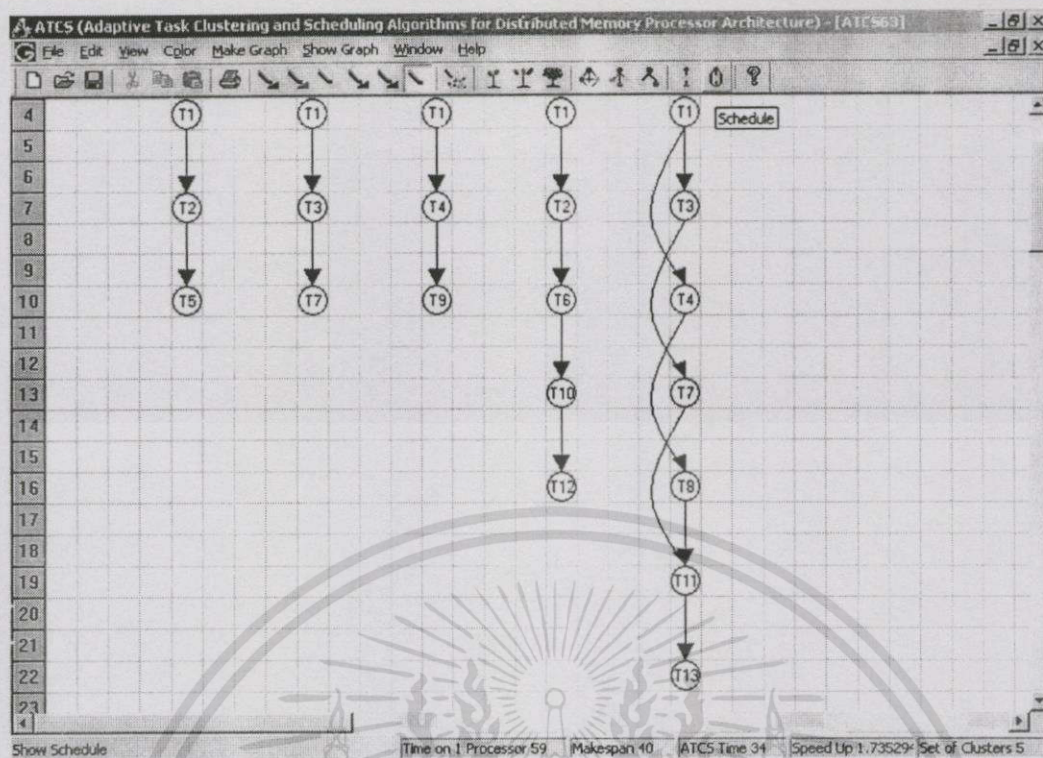 ATCS (Adaptive Task Clustering and Scheduling Algorithms for Distributed Memory Processor Architecture) - [ATCS63]
File Edit View Color Make Graph Show Graph Window Help
4 T1 T1 T1 T1 T1 Schedule
5
6
7 T2 T3 T4 T2 T3
8
9
10 T5 T7 T9 T6 T4
11
12
13 T10 T7
14
15
16 T12 T8
17
18
19 T11
20
21
22 T13
23
Show Schedule Time on 1 Processor 59 Makespan 40 ATCS Time 34 Speed Up 1.73529 Set of Clusters 5